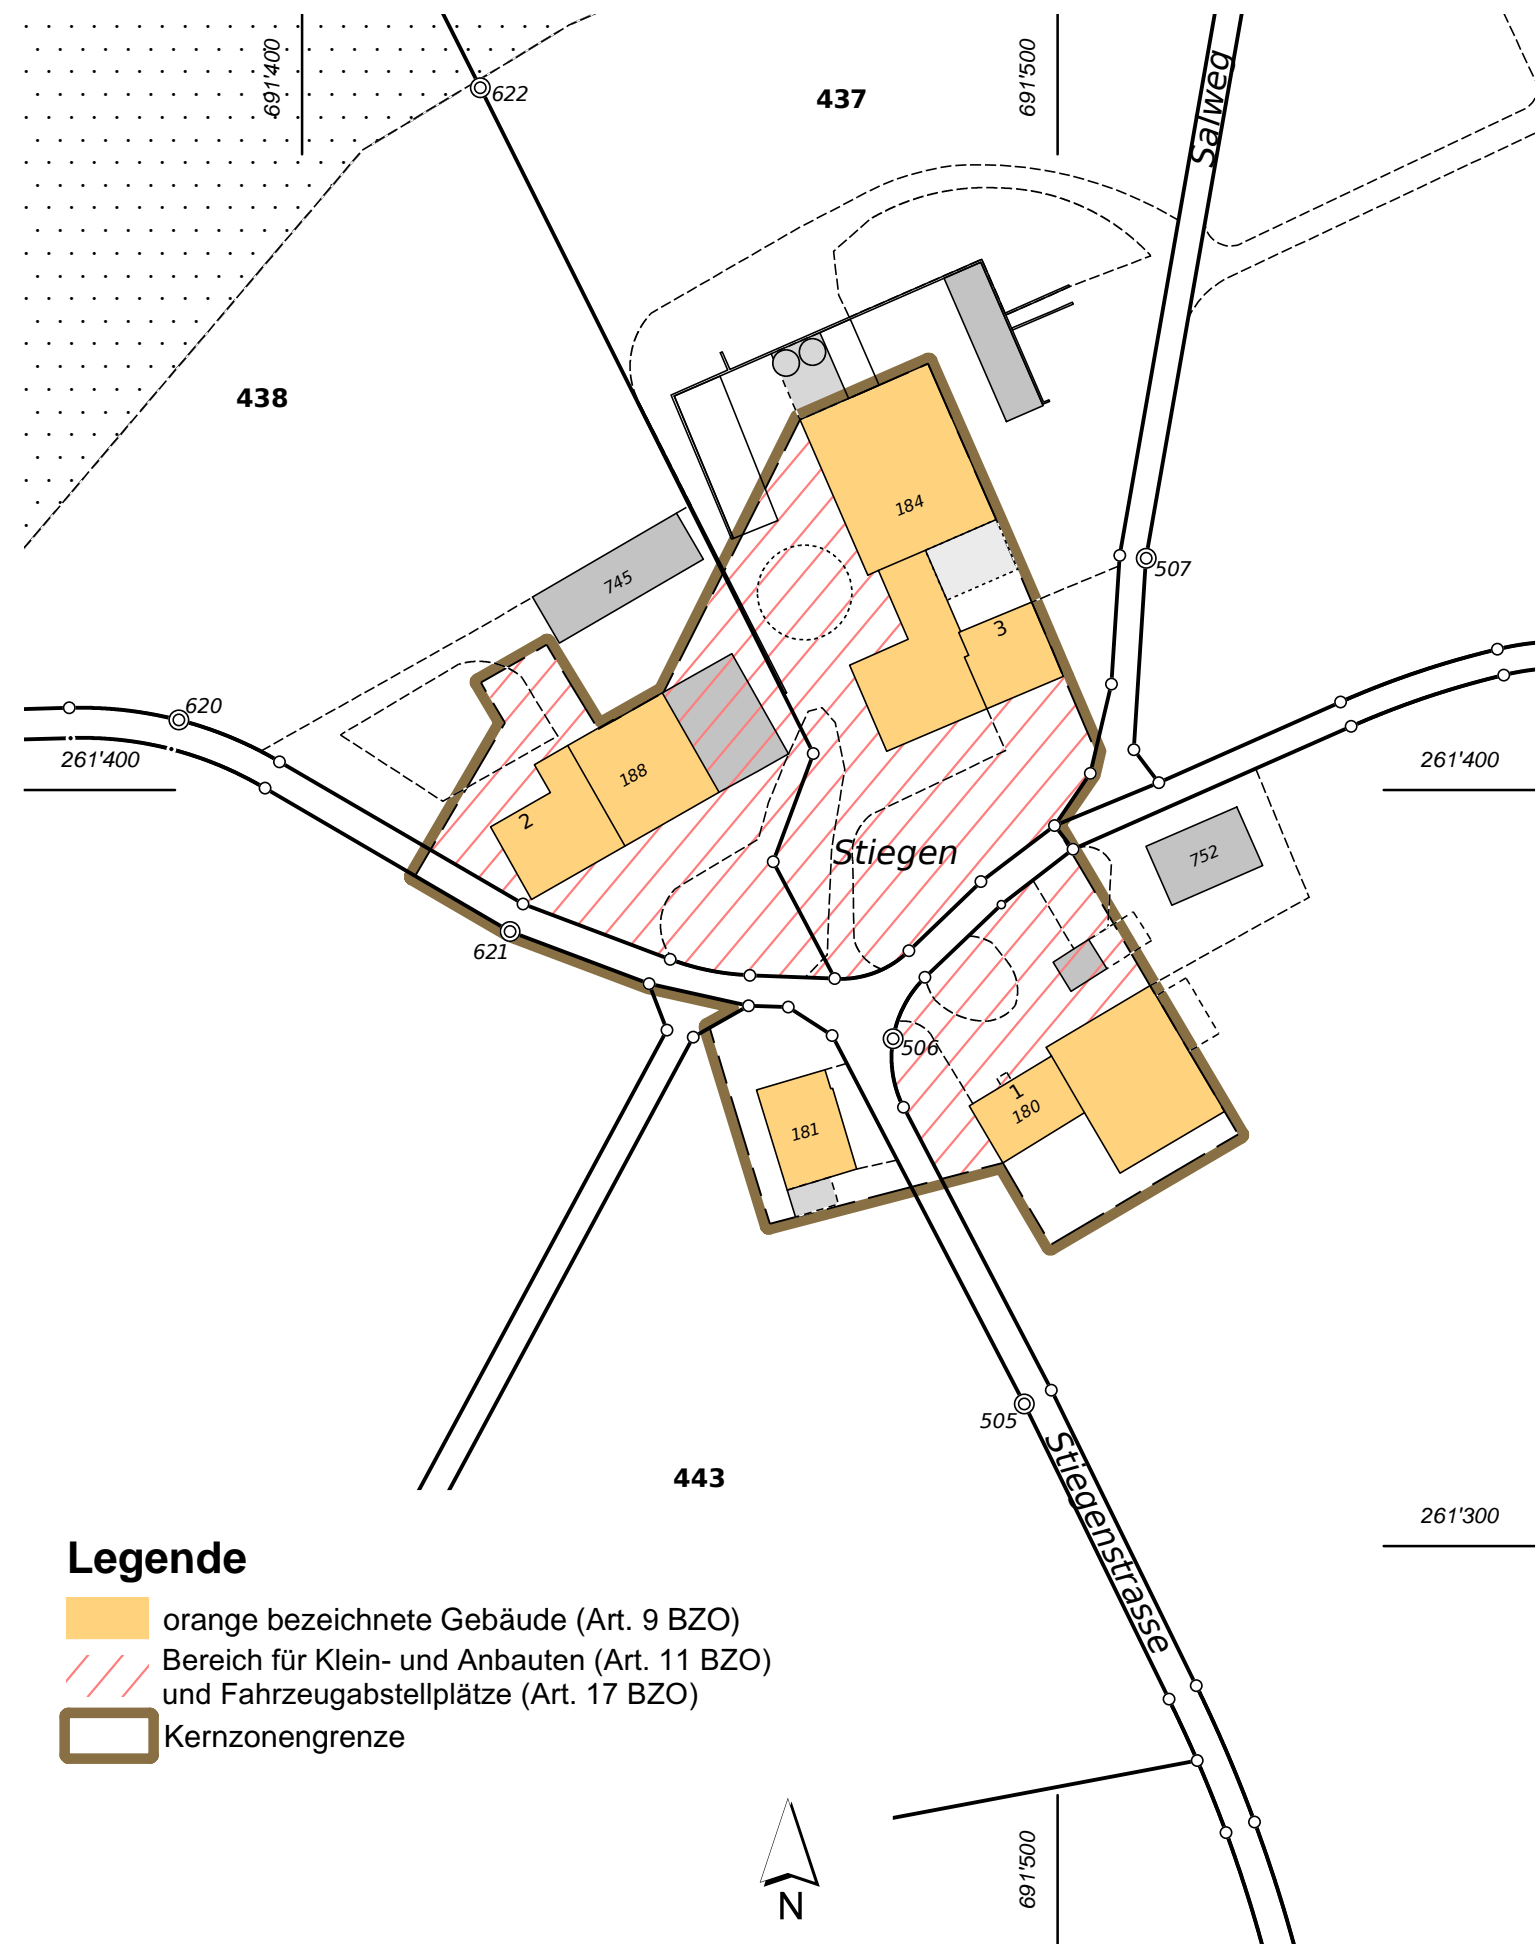 691'400
622
437
691'500
Salweg
438
184
507
745
3
620
261'400
261'400
188
2
Stiegen
752
621
506
1
180
181
505
443
Stiegenstrasse
261'300
Legende
orange bezeichnete Gebäude (Art. 9 BZO)
Bereich für Klein- und Anbauten (Art. 11 BZO)
und Fahrzeugabstellplätze (Art. 17 BZO)
Kernzonengrenze
691'500
N